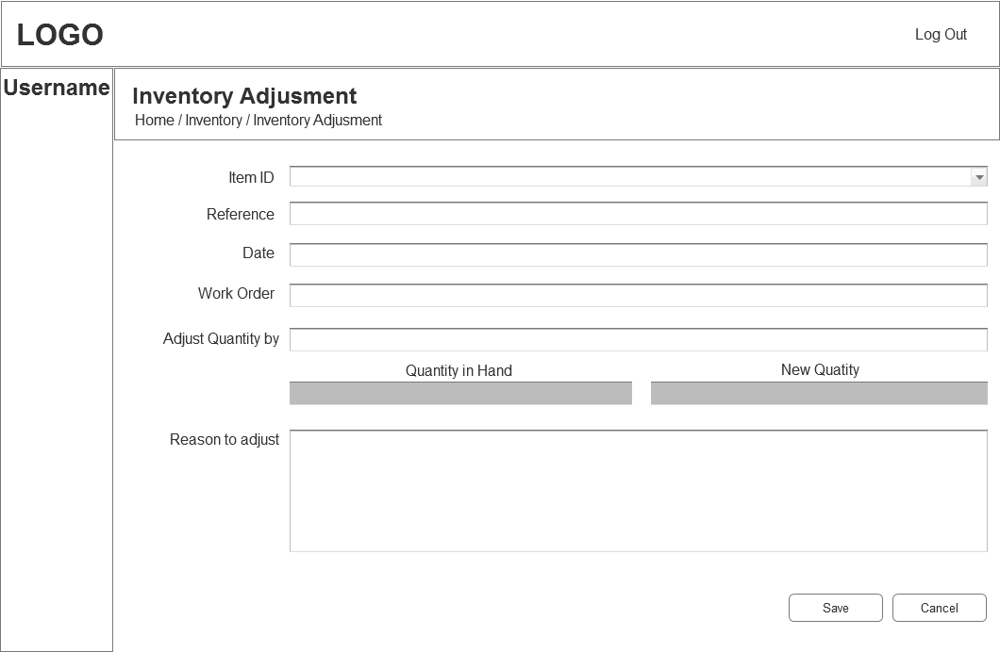 LOGO
Log Out
Username
Inventory Adjusment
Home / Inventory / Inventory Adjusment
Item ID
Reference
Date
Work Order
Adjust Quantity by
Quantity in Hand
New Quatity
Reason to adjust
Save
Cancel